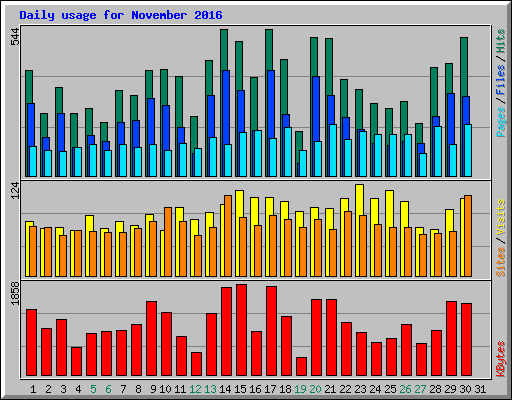 Daily usage for November 2016
544
Pages / Files / Hits
124
Sites / Visits
1858
KBytes
1 2 3 4 5 6 7 8 9 10 11 12 13 14 15 16 17 18 19 20 21 22 23 24 25 26 27 28 29 30 31